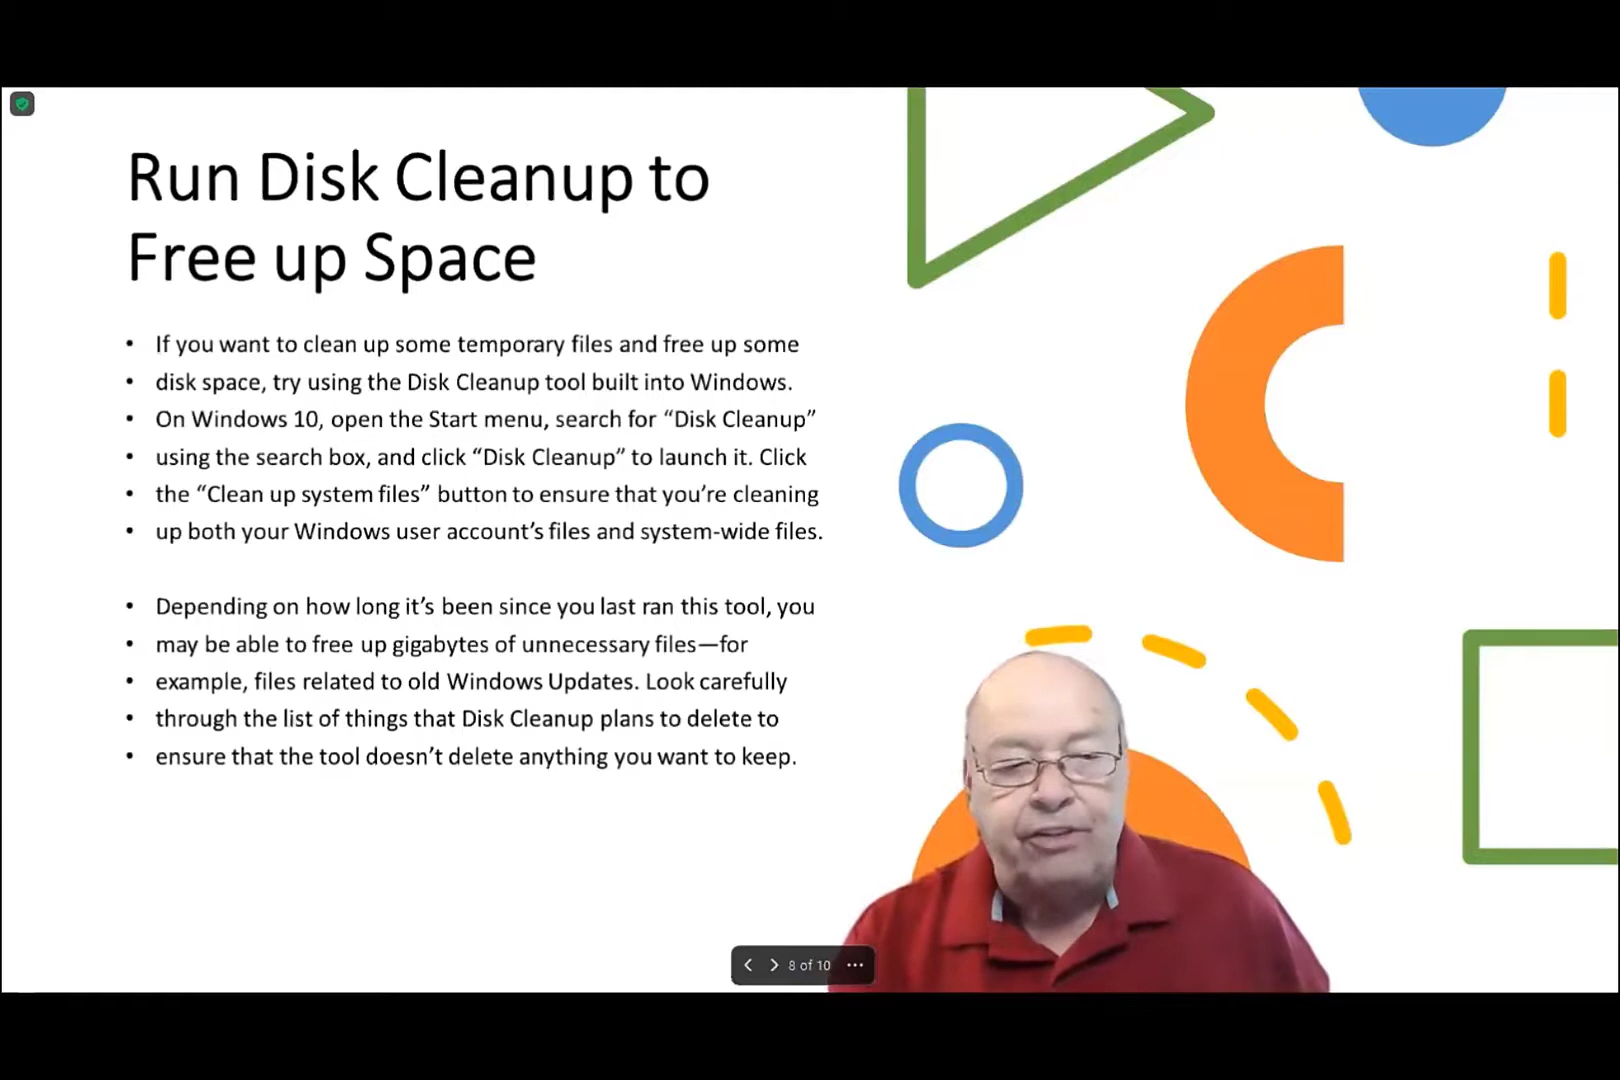 Run Disk Cleanup to
Free up Space
• If you want to clean up some temporary files and free up some
• disk space, try using the Disk Cleanup tool built into Windows.
• On Windows 10, open the Start menu, search for “Disk Cleanup”
• using the search box, and click “Disk Cleanup” to launch it. Click
• the “Clean up system files” button to ensure that you’re cleaning
• up both your Windows user account’s files and system-wide files.
• Depending on how long it’s been since you last ran this tool, you
• may be able to free up gigabytes of unnecessary files—for
• example, files related to old Windows Updates. Look carefully
• through the list of things that Disk Cleanup plans to delete to
• ensure that the tool doesn’t delete anything you want to keep.
8 of 10